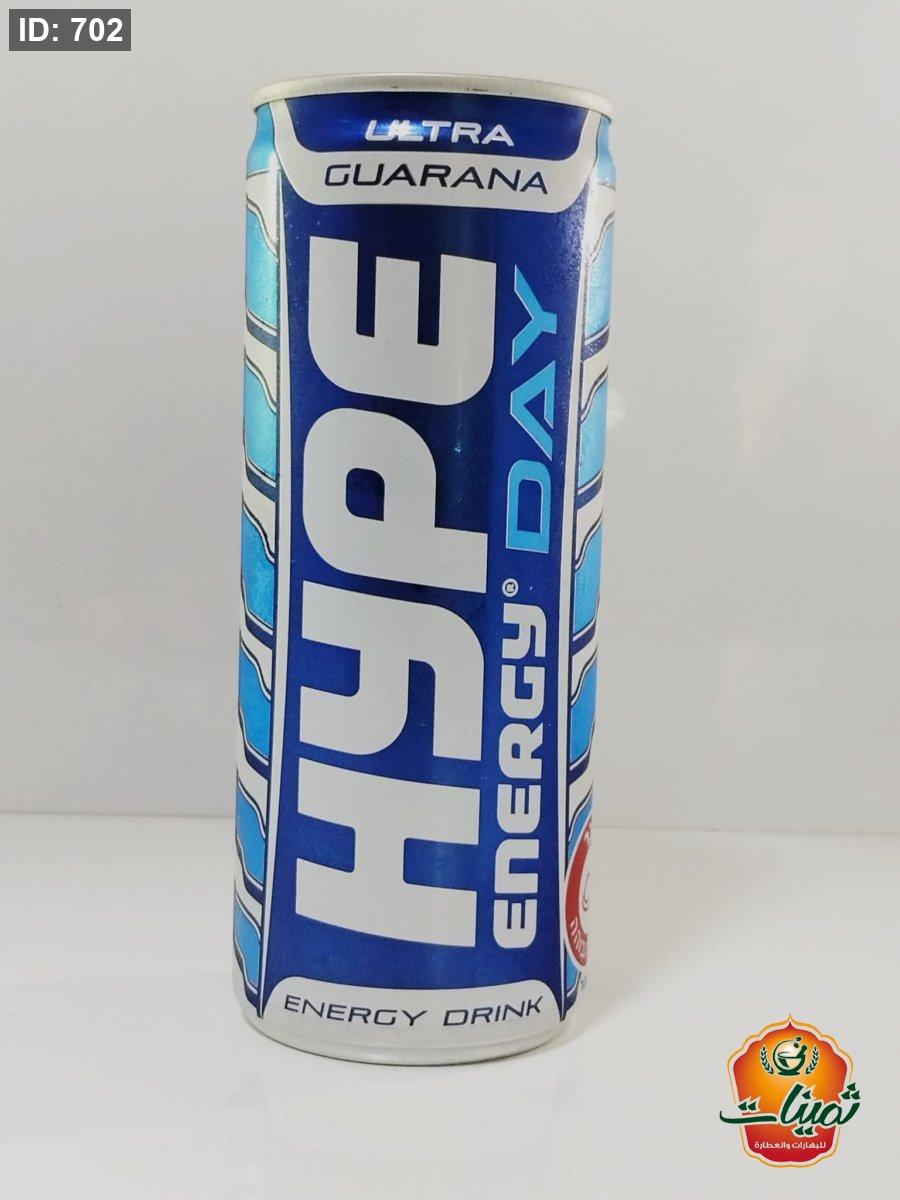 ID: 702
ULTRA
GUARANA
HYPE
ENERGY® DAY
ENERGY DRINK
ثمينات
للبهارات والعطارة